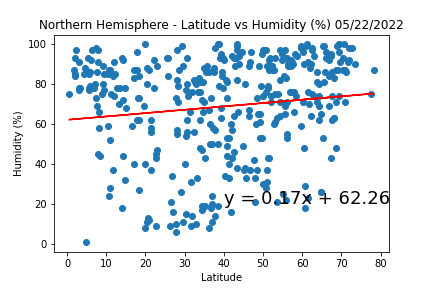 Northern Hemisphere - Latitude vs Humidity (%) 05/22/2022
100
80
60
40
20
0
Humidity (%)
y = 0.17x + 62.26
0 10 20 30 40 50 60 70 80
Latitude